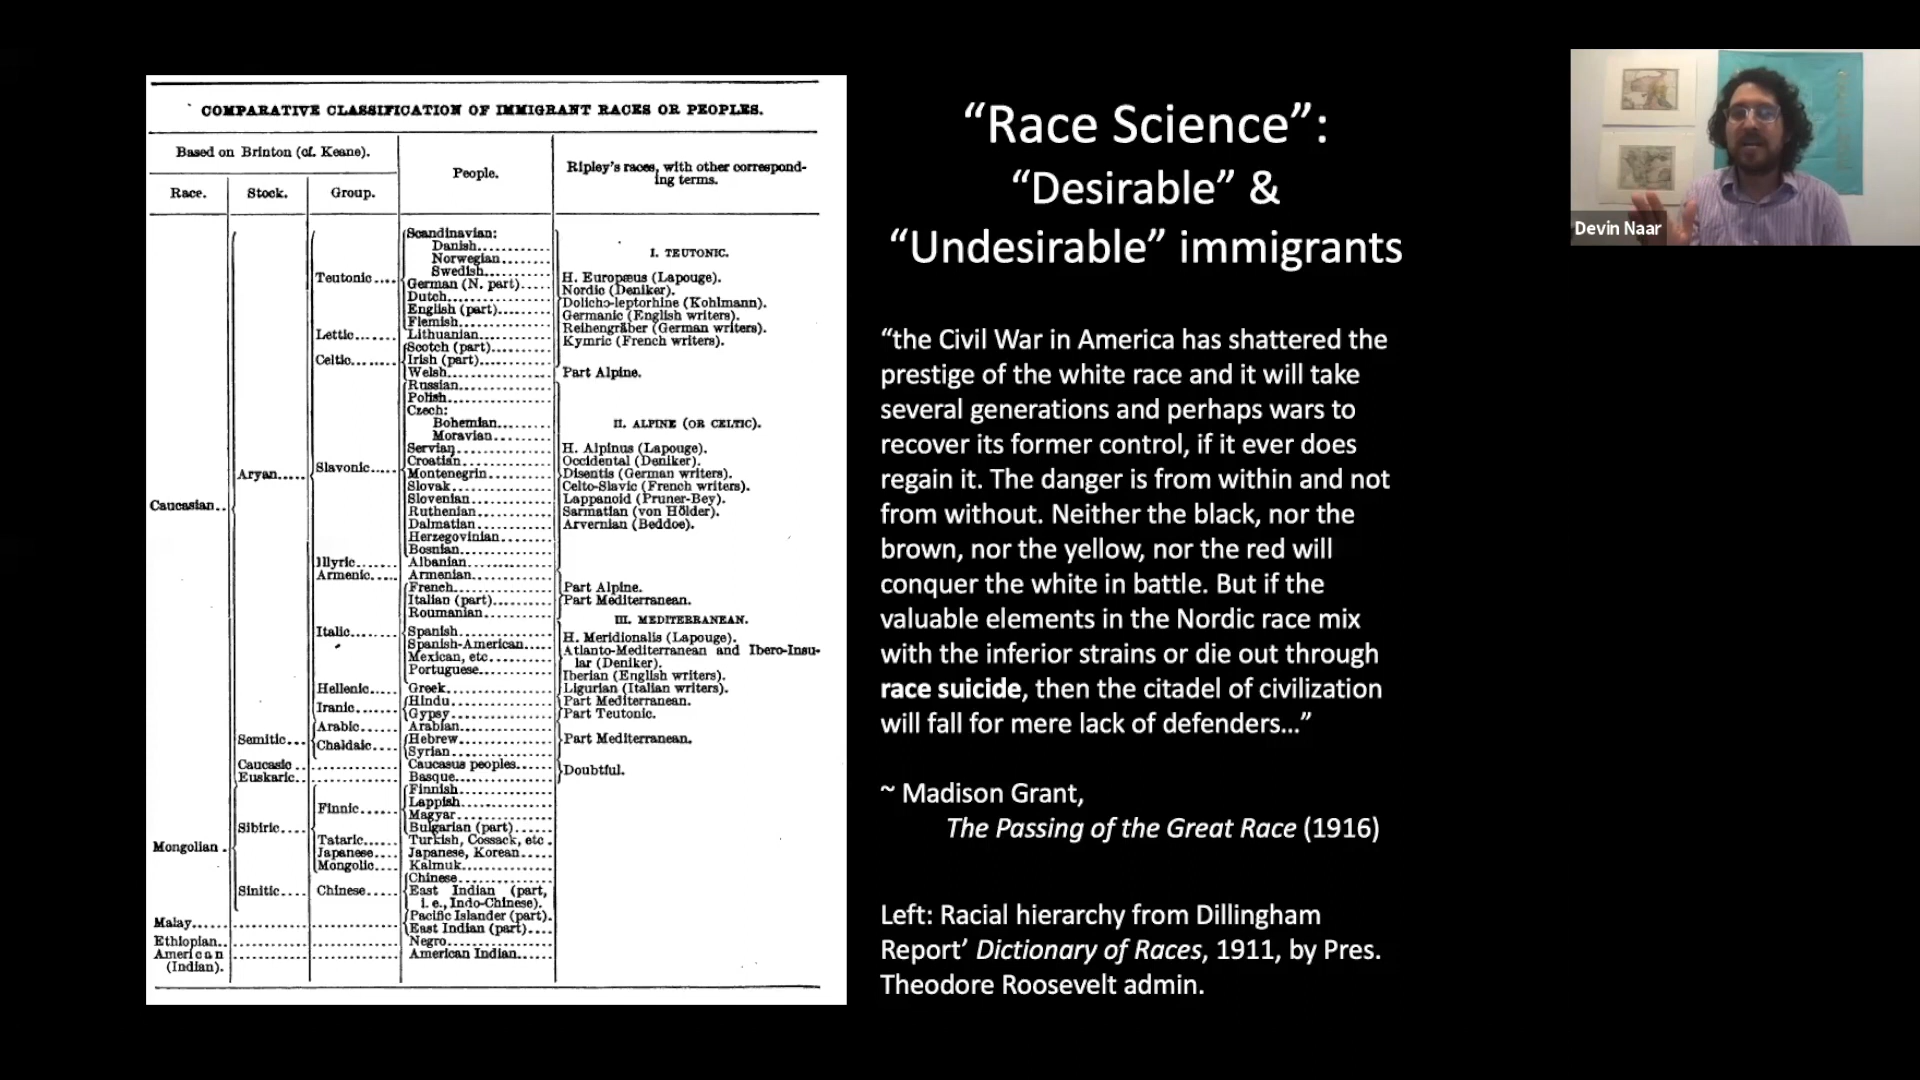 COMPARATIVE CLASSIFICATION OF IMMIGRANT RACES OR PEOPLES.
Based on Brinton (cf. Keane).
People.
Ripley's races, with other correspond-
ing terms.
Race.
Stock.
Group.
Caucasian..
Aryan.....
Teutonic....
Scandinavian:
Danish
Norwegian
Swedish
German (N. part)
Dutch
English (part)
Flemish
Lettic
Lithuanian
Celtic
Scotch (part)
Irish (part)
Welsh
Slavonic
Russian
Polish
Czech:
Bohemian
Moravian
Servian
Croatian
Montenegrin
Slovak
Slovenian
Ruthenian
Dalmatian
Herzegovinian
Bosnian
Illyric
Albanian
Armenic
Armenian
Italic
French
Italian (part)
Roumanian
Spanish
Spanish-American
Mexican, etc
Portuguese
Hellenic
Greek
Iranic
Hindu
Gypsy
Semitic
Arabic
Arabian
Chaldaic
Hebrew
Syrian
Caucasic
Caucasus peoples
Euskaric
Basque
Mongolian
Sibiric
Finnic
Finnish
Lappish
Magyar
Bulgarian (part)
Tataric
Turkish, Cossack, etc
Japanese
Japanese, Korean
Mongolic
Kalmuk
Sinitic
Chinese
Chinese
East Indian (part,
i. e., Indo-Chinese).
Malay
Pacific Islander (part).
East Indian (part)
Ethiopian
Negro
American
(Indian).
American Indian
I. TEUTONIC.
H. Europæus (Lapouge).
Nordic (Deniker).
Dolicho-leptorhine (Kohlmann).
Germanic (English writers).
Reihengräber (German writers).
Kymric (French writers).
Part Alpine.
II. ALPINE (OR CELTIC).
H. Alpinus (Lapouge).
Occidental (Deniker).
Disentis (German writers).
Celto-Slavic (French writers).
Lappanoid (Pruner-Bey).
Sarmatian (von Hölder).
Arvernian (Beddoe).
Part Alpine.
Part Mediterranean.
III. MEDITERRANEAN.
H. Meridionalis (Lapouge).
Atlanto-Mediterranean and Ibero-Insu-
lar (Deniker).
Iberian (English writers).
Ligurian (Italian writers).
Part Mediterranean.
Part Teutonic.
Part Mediterranean.
Doubtful.
“Race Science”:
“Desirable” &
“Undesirable” immigrants
“the Civil War in America has shattered the
prestige of the white race and it will take
several generations and perhaps wars to
recover its former control, if it ever does
regain it. The danger is from within and not
from without. Neither the black, nor the
brown, nor the yellow, nor the red will
conquer the white in battle. But if the
valuable elements in the Nordic race mix
with the inferior strains or die out through
race suicide, then the citadel of civilization
will fall for mere lack of defenders...”
~ Madison Grant,
The Passing of the Great Race (1916)
Left: Racial hierarchy from Dillingham
Report’ Dictionary of Races, 1911, by Pres.
Theodore Roosevelt admin.
Devin Naar